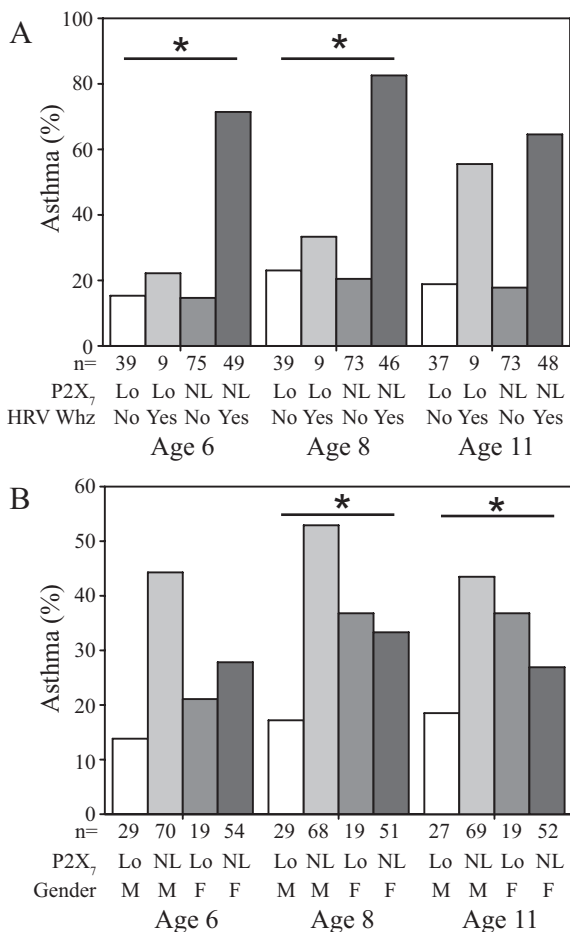 A
Asthma (%)
100
80
60
40
20
0
* *
n= 39 9 75 49 39 9 73 46 37 9 73 48
P2X7 Lo Lo NL NL Lo Lo NL NL Lo Lo NL NL
HRV Whz No Yes No Yes No Yes No Yes No Yes No Yes
Age 6 Age 8 Age 11
B
Asthma (%)
60
50
40
30
20
10
0
* *
n= 29 70 19 54 29 68 19 51 27 69 19 52
P2X7 Lo NL Lo NL Lo NL Lo NL Lo NL Lo NL
Gender M M F F M M F F M M F F
Age 6 Age 8 Age 11